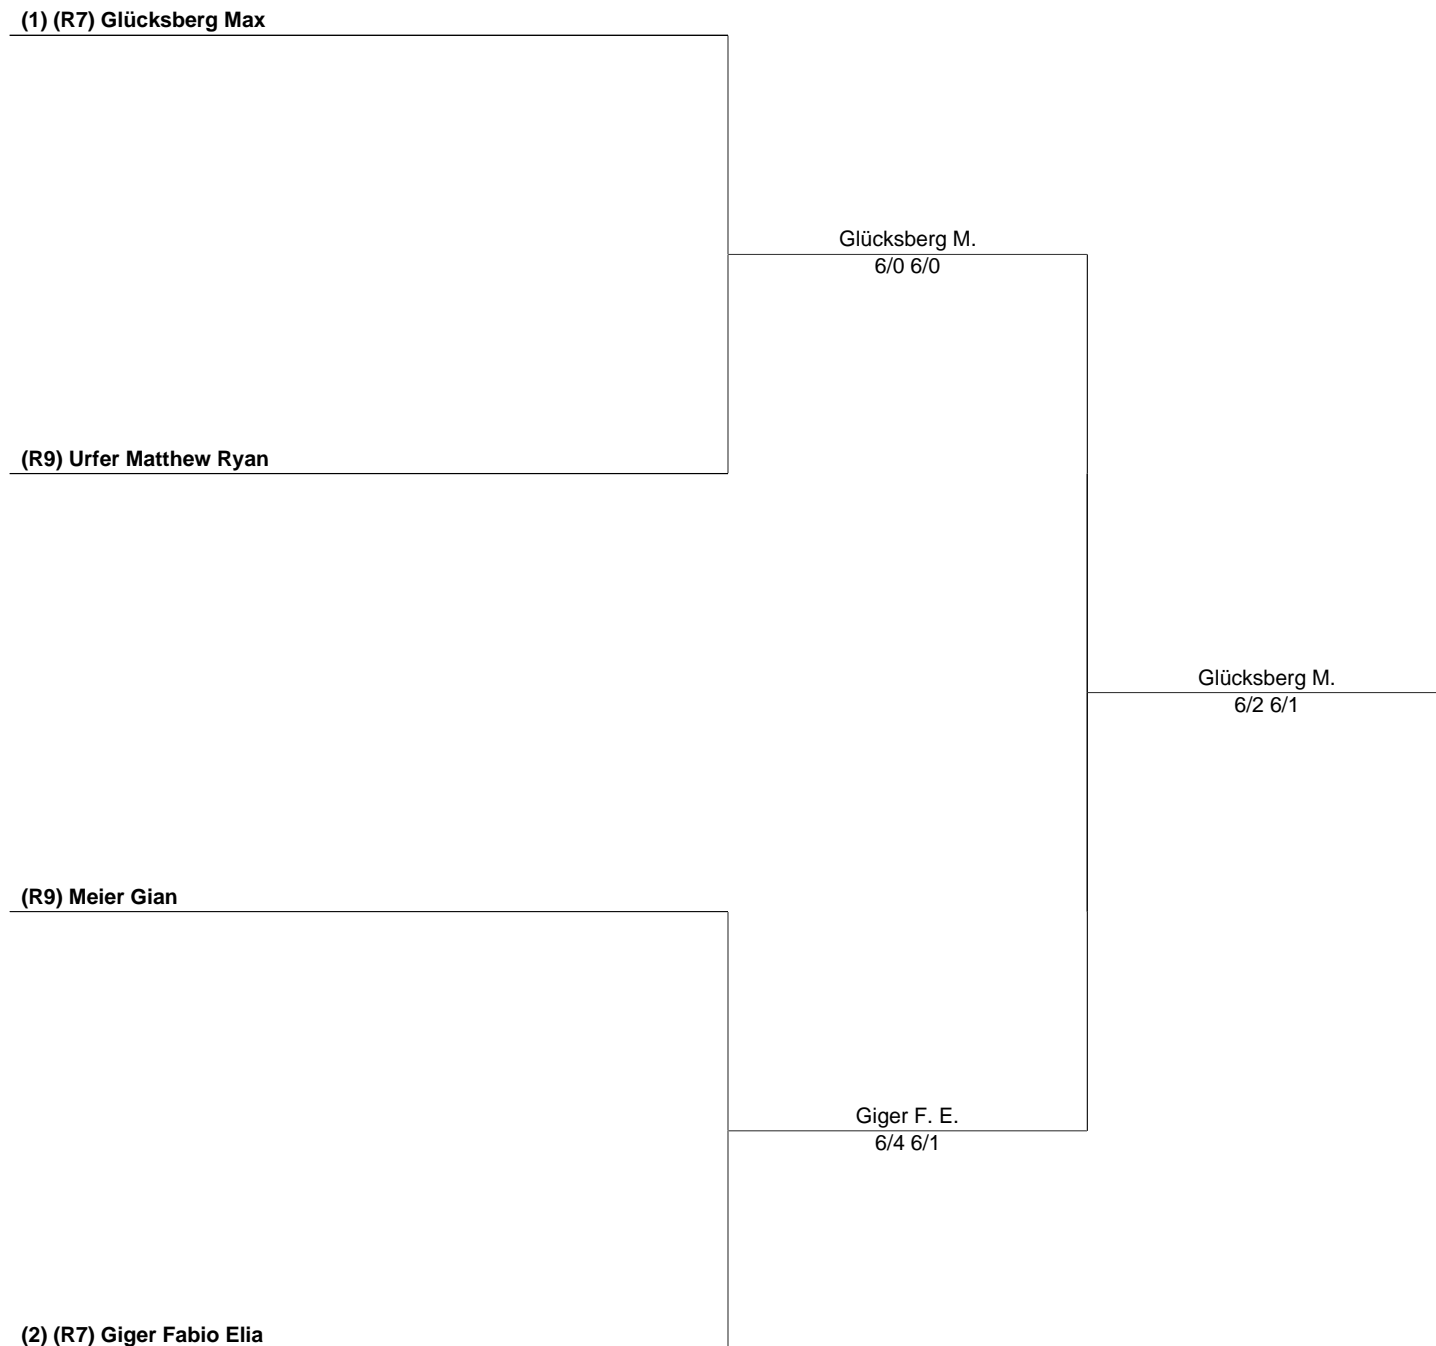 (1) (R7) Glücksberg Max
Glücksberg M.
6/0 6/0
(R9) Urfer Matthew Ryan
Glücksberg M.
6/2 6/1
(R9) Meier Gian
Giger F. E.
6/4 6/1
(2) (R7) Giger Fabio Elia